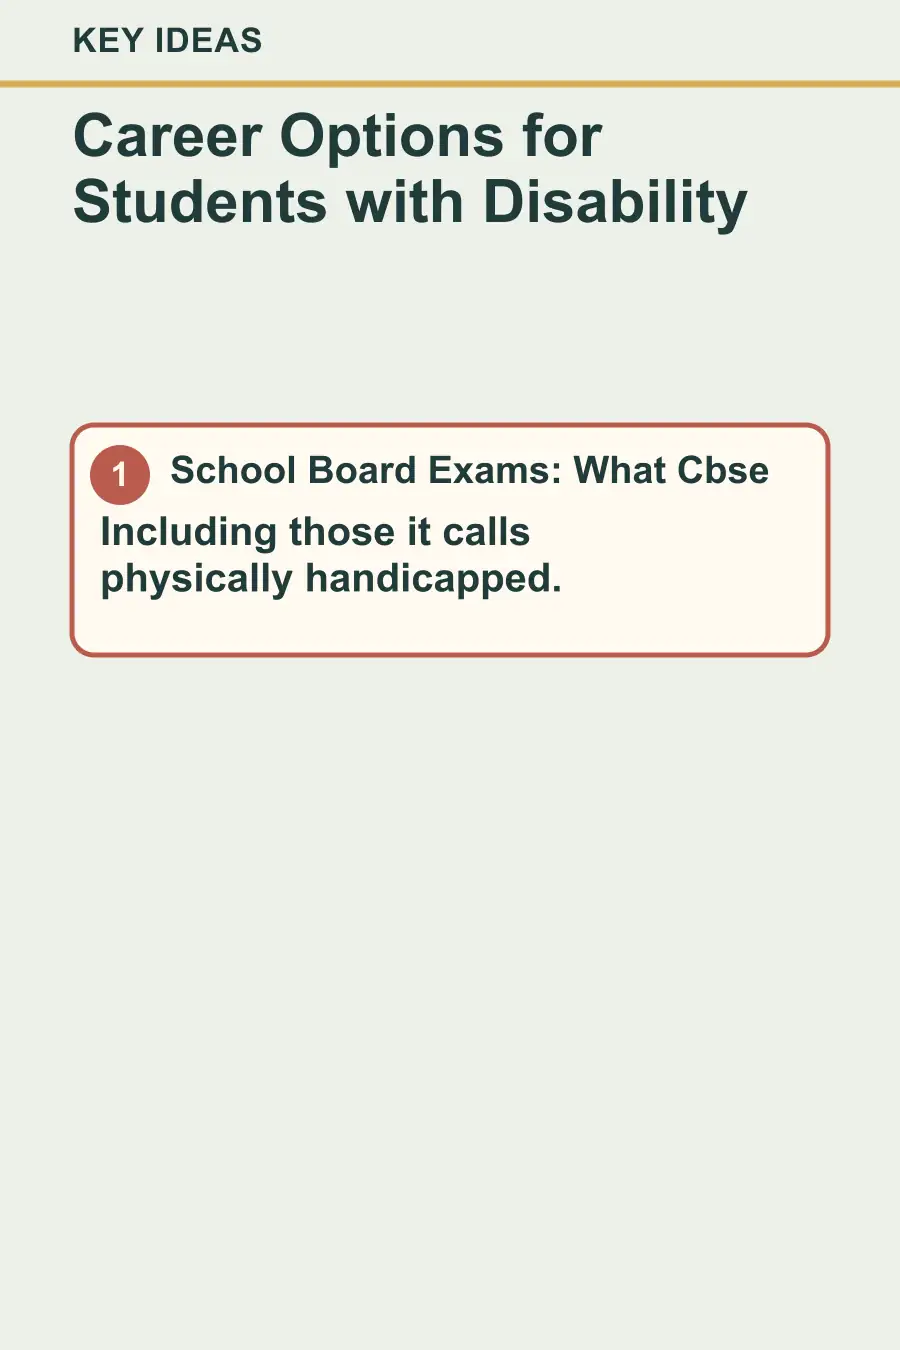 KEY IDEAS
Career Options for
Students with Disability
1 School Board Exams: What Cbse
Including those it calls
physically handicapped.